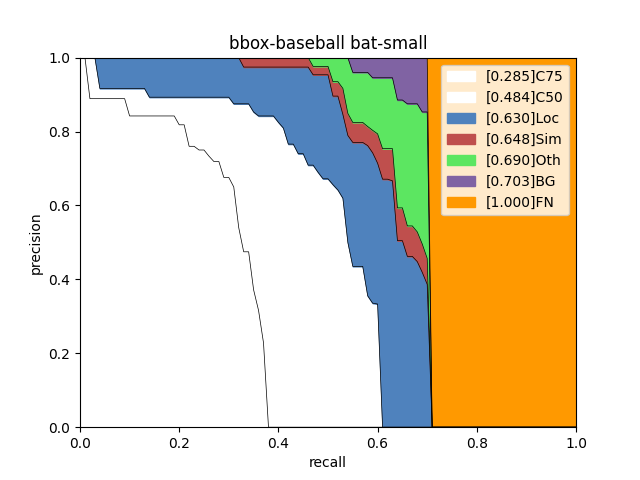 bbox-baseball bat-small
1.0
0.8
0.6
0.4
0.2
0.0
precision
[0.285]C75
[0.484]C50
[0.630]Loc
[0.648]Sim
[0.690]Oth
[0.703]BG
[1.000]FN
0.0 0.2 0.4 0.6 0.8 1.0
recall